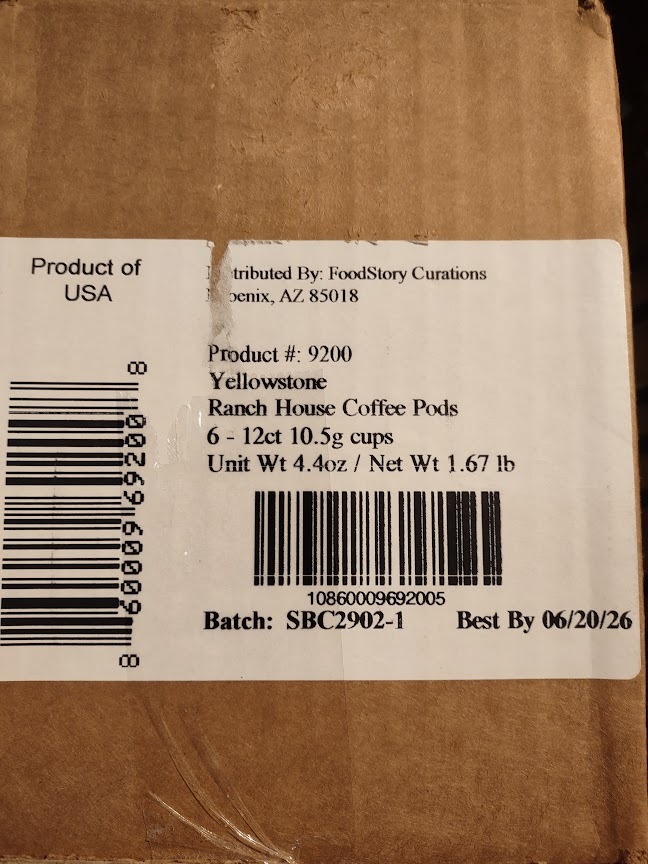 Product of
USA
tributed By: FoodStory Curations
oenix, AZ 85018
Product #: 9200
Yellowstone
Ranch House Coffee Pods
6 - 12ct 10.5g cups
Unit Wt 4.4oz / Net Wt 1.67 lb
10860009692005
Batch: SBC2902-1 Best By 06/20/26
8 60009 69200 8